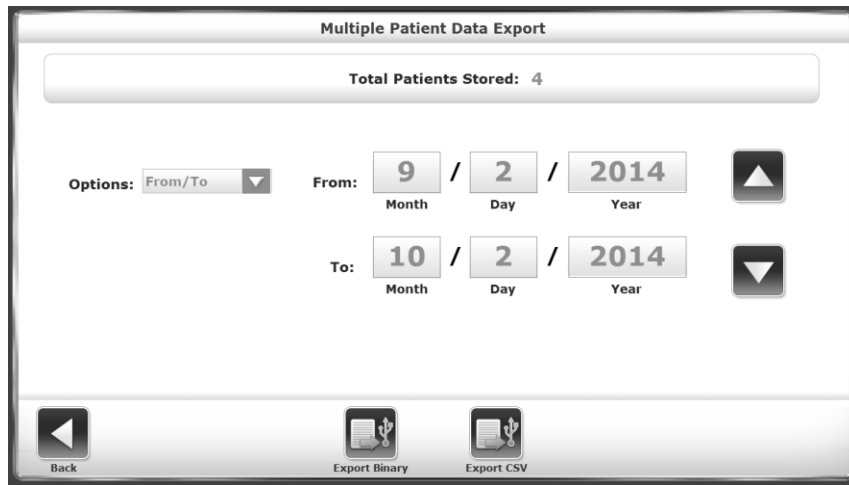 Multiple Patient Data Export
Total Patients Stored: 4
Options: From/To From: 9 / 2 / 2014
Month Day Year
To: 10 / 2 / 2014
Month Day Year
Back Export Binary Export CSV